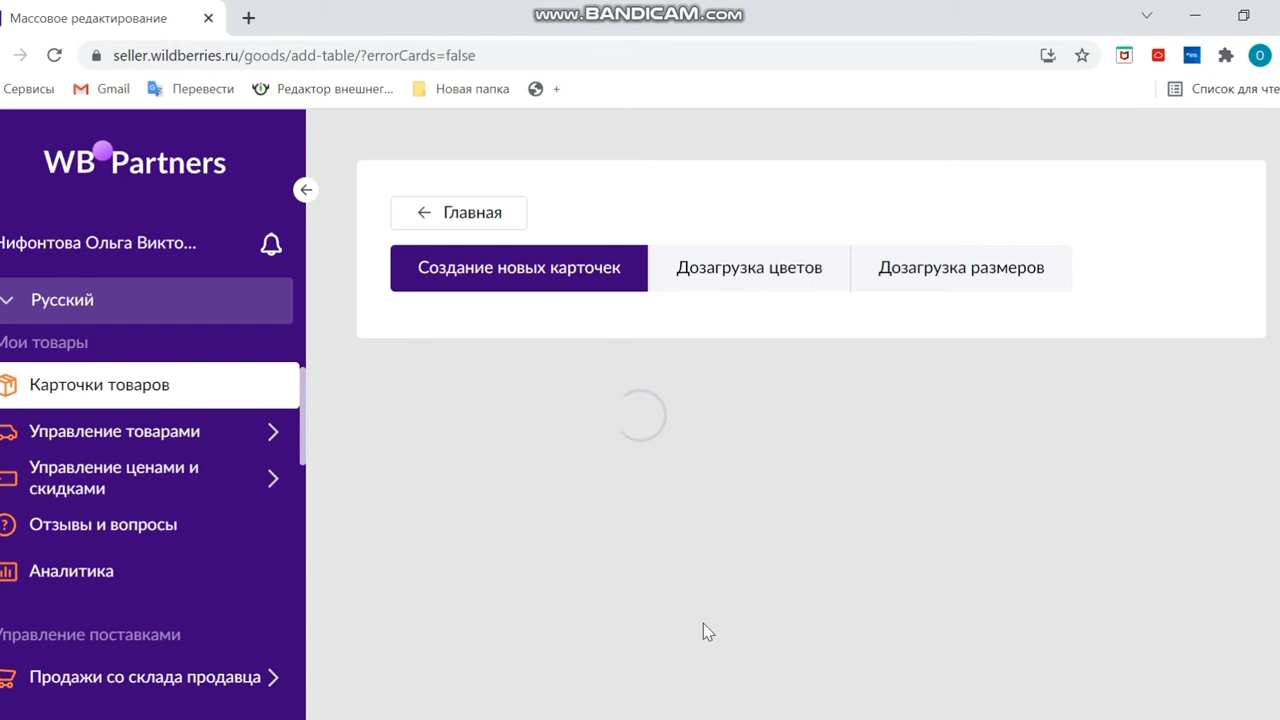 Массовое редактирование
www.BANDICAM.com
seller.wildberries.ru/goods/add-table/?errorCards=false
O
Сервисы
Gmail
Перевести
Редактор внешнег...
Новая папка
+
Список для чте
WB Partners
Нифонтова Ольга Викто...
Русский
Мои товары
Карточки товаров
Управление товарами
Управление ценами и
скидками
Отзывы и вопросы
Аналитика
Управление поставками
Продажи со склада продавца
Главная
Создание новых карточек
Дозагрузка цветов
Дозагрузка размеров